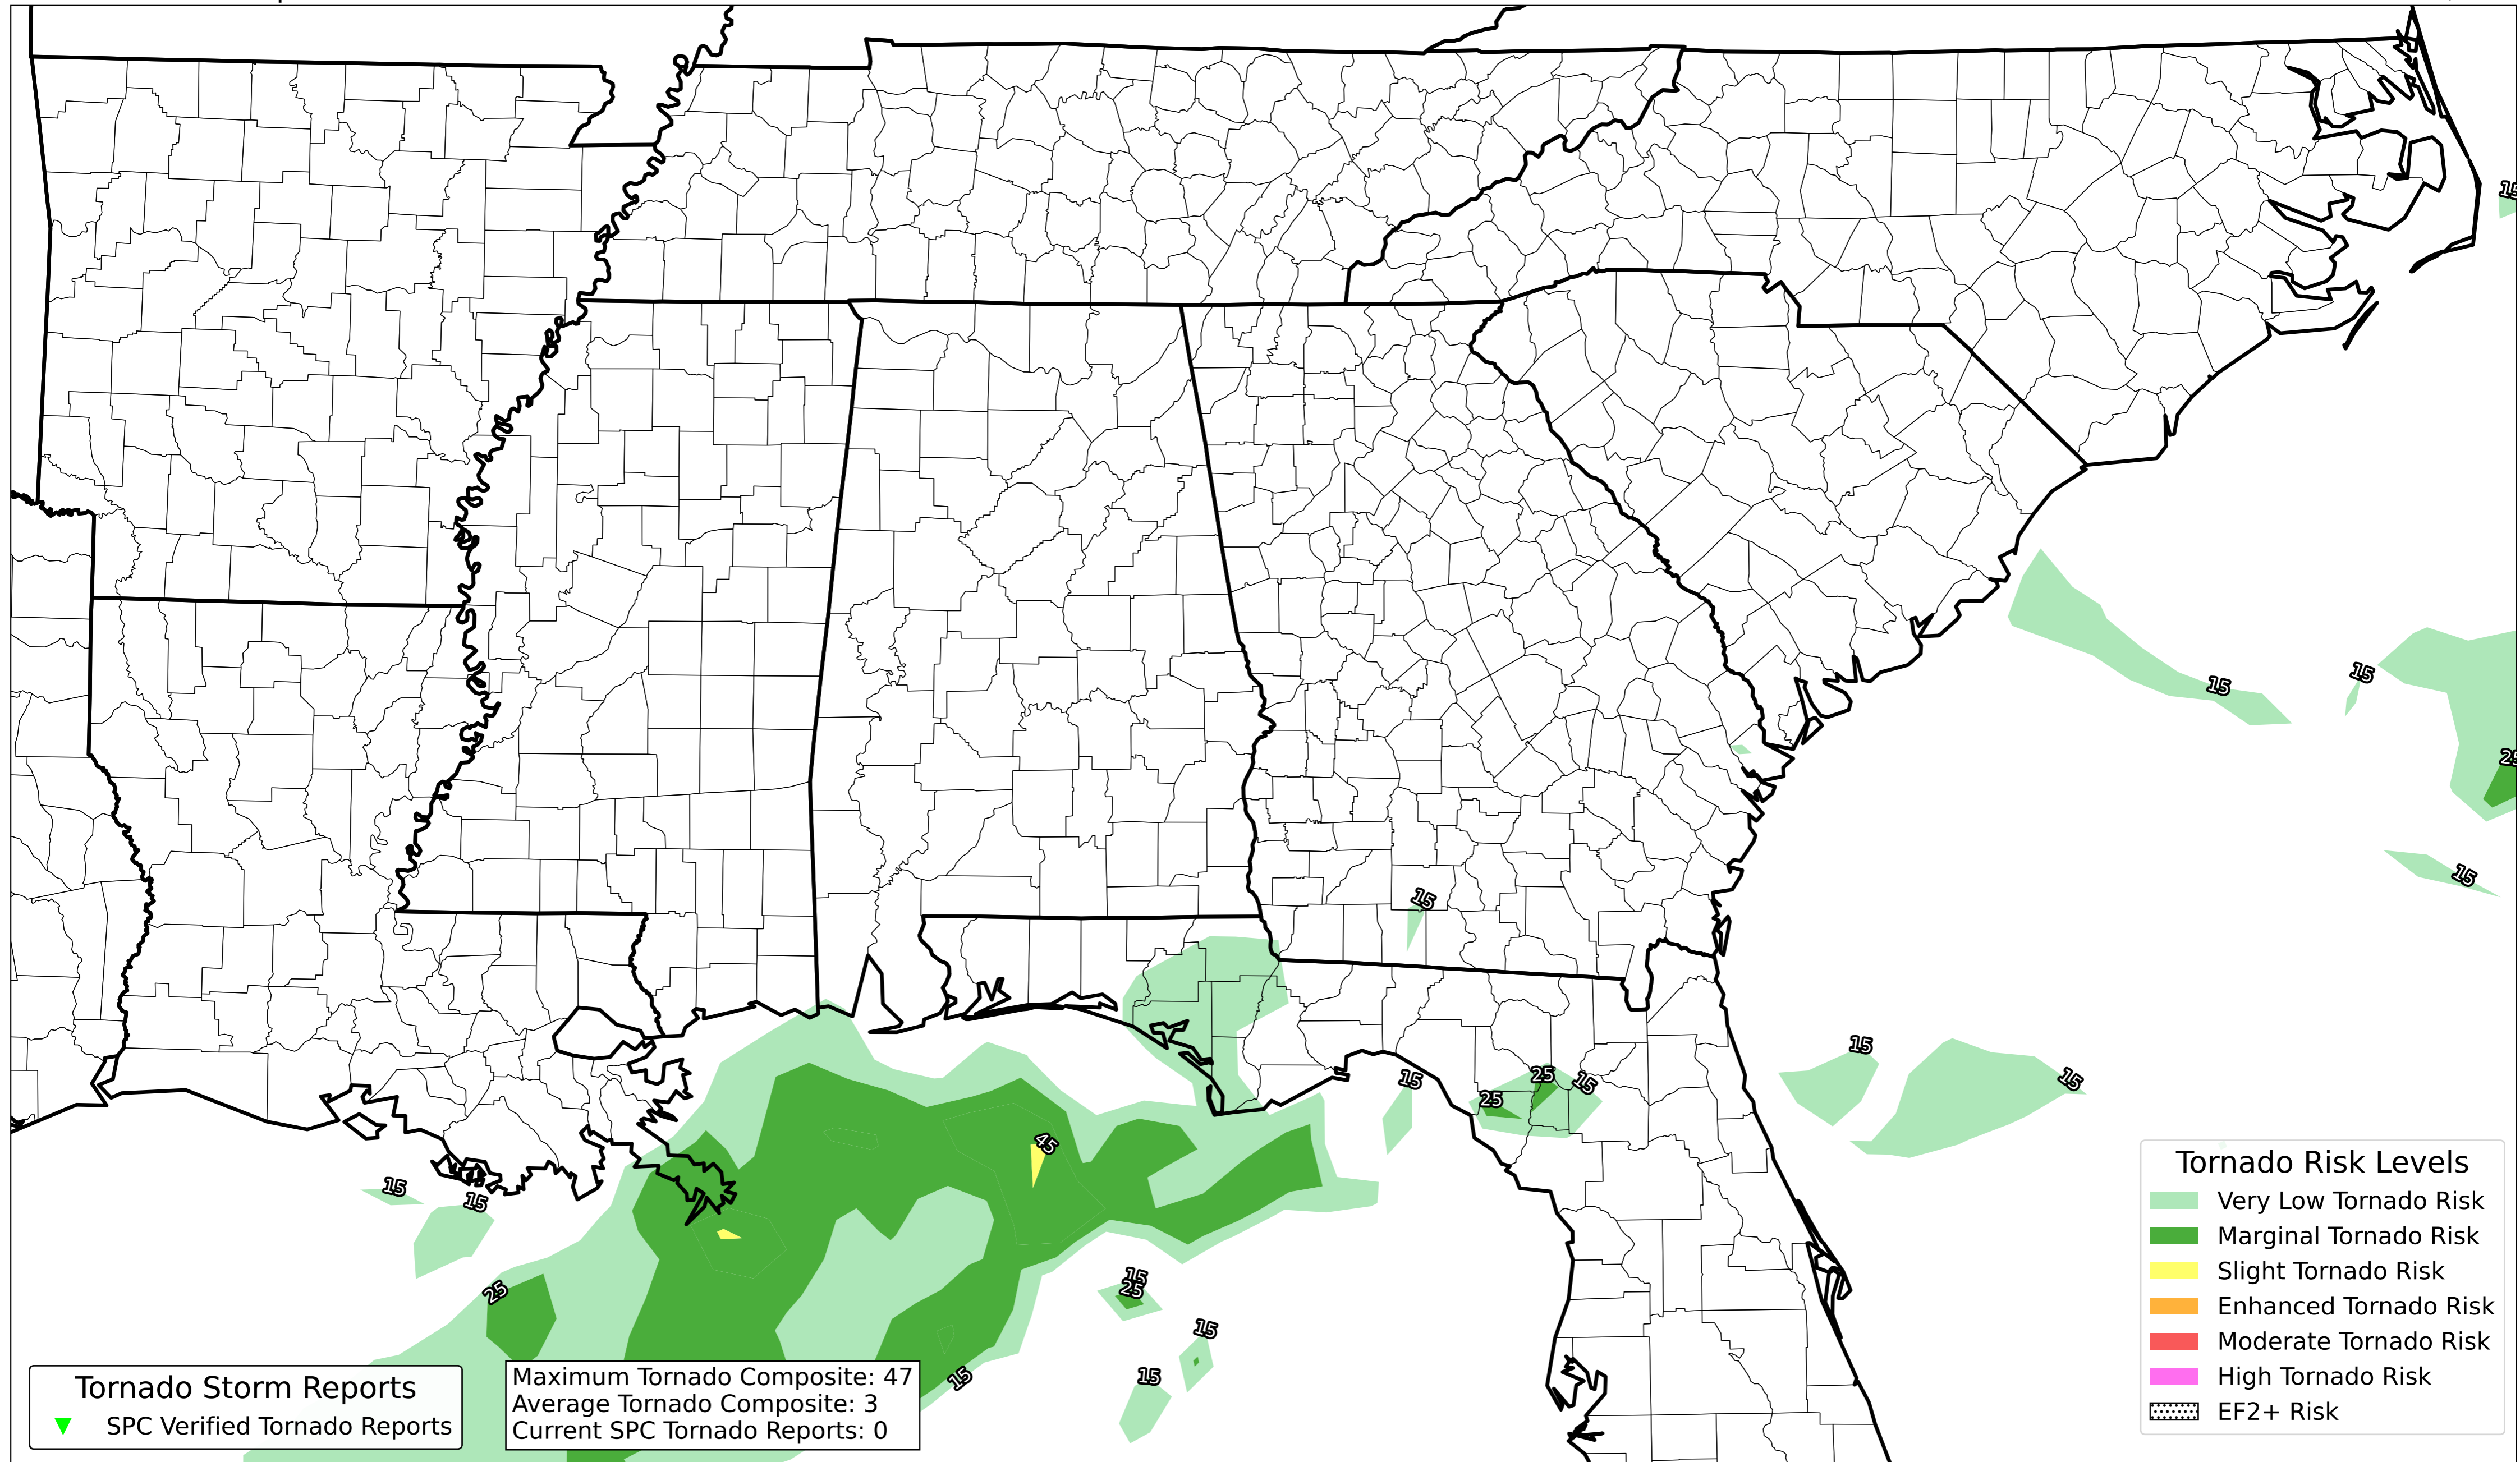 15
15
15
25
15
15
15
15
25
15
15
25
45
15
15
15
25
25
15
15
15
Tornado Risk Levels
Very Low Tornado Risk
Marginal Tornado Risk
Slight Tornado Risk
Enhanced Tornado Risk
Moderate Tornado Risk
High Tornado Risk
EF2+ Risk
Tornado Storm Reports
SPC Verified Tornado Reports
Maximum Tornado Composite: 47
Average Tornado Composite: 3
Current SPC Tornado Reports: 0